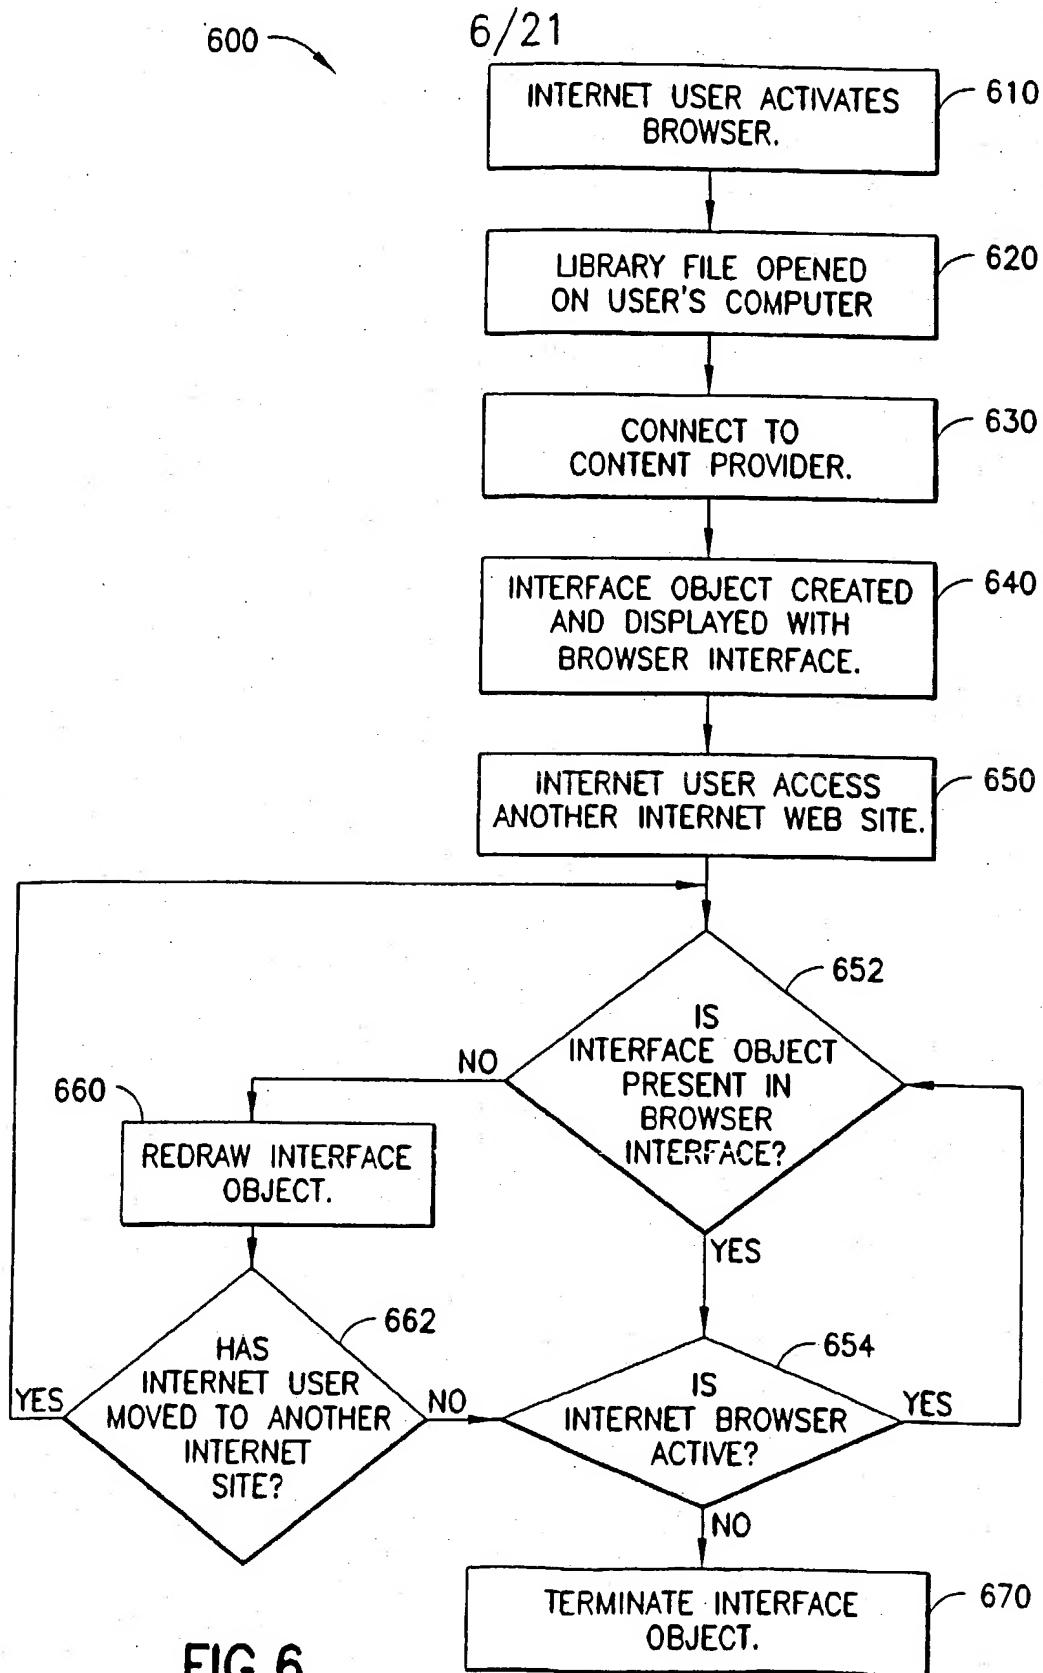 6/21
600
INTERNET USER ACTIVATES
BROWSER.
610
LIBRARY FILE OPENED
ON USER'S COMPUTER
620
CONNECT TO
CONTENT PROVIDER.
630
INTERFACE OBJECT CREATED
AND DISPLAYED WITH
BROWSER INTERFACE.
640
INTERNET USER ACCESS
ANOTHER INTERNET WEB SITE.
650
652
IS
INTERFACE OBJECT
PRESENT IN
BROWSER
INTERFACE?
NO
YES
660
REDRAW INTERFACE
OBJECT.
662
HAS
INTERNET USER
MOVED TO ANOTHER
INTERNET
SITE?
YES
NO
654
IS
INTERNET BROWSER
ACTIVE?
YES
NO
TERMINATE INTERFACE
OBJECT.
670
FIG.6